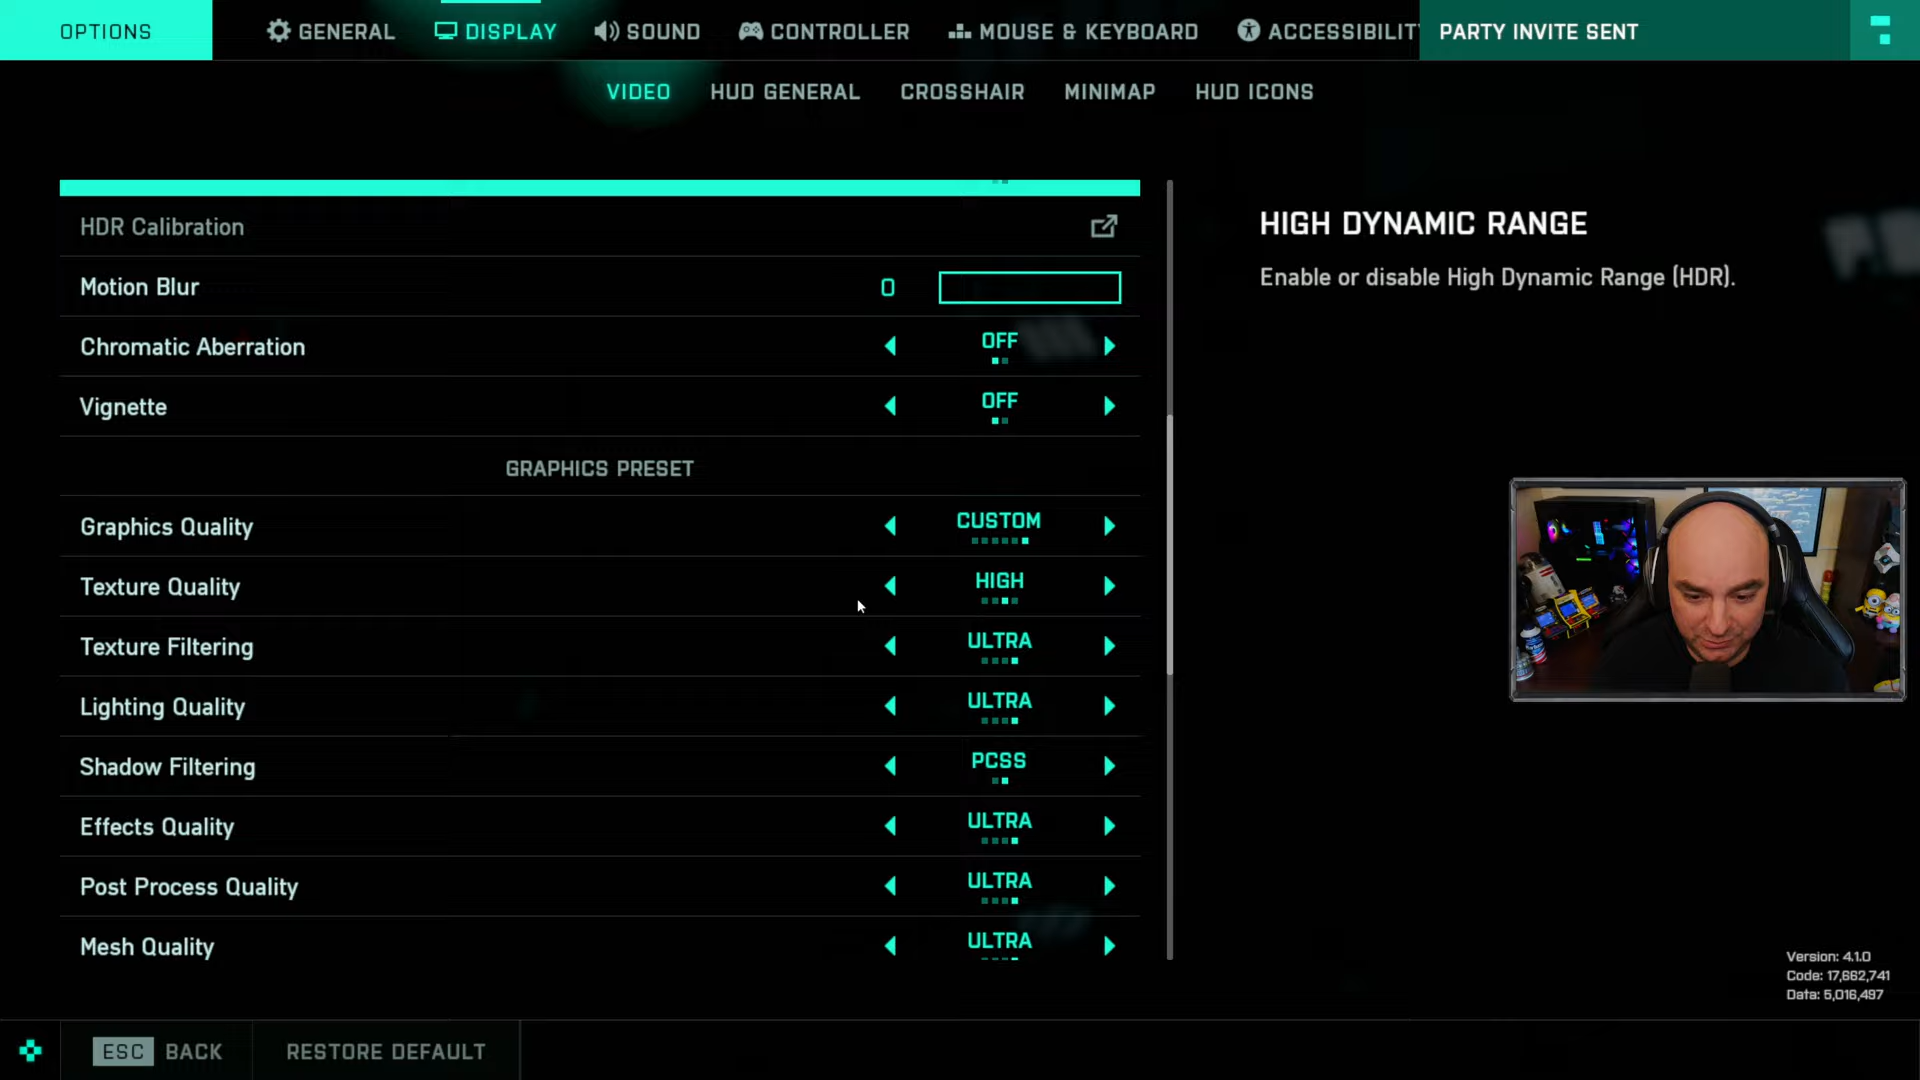 OPTIONS
GENERAL
DISPLAY
SOUND
CONTROLLER
MOUSE & KEYBOARD
ACCESSIBILIT
PARTY INVITE SENT
VIDEO
HUD GENERAL
CROSSHAIR
MINIMAP
HUD ICONS
HDR Calibration
Motion Blur 0
Chromatic Aberration OFF
Vignette OFF
GRAPHICS PRESET
Graphics Quality CUSTOM
Texture Quality HIGH
Texture Filtering ULTRA
Lighting Quality ULTRA
Shadow Filtering PCSS
Effects Quality ULTRA
Post Process Quality ULTRA
Mesh Quality ULTRA
HIGH DYNAMIC RANGE
Enable or disable High Dynamic Range (HDR).
Version: 4.1.0
Code: 17,662,741
Data: 5,016,497
ESC BACK
RESTORE DEFAULT